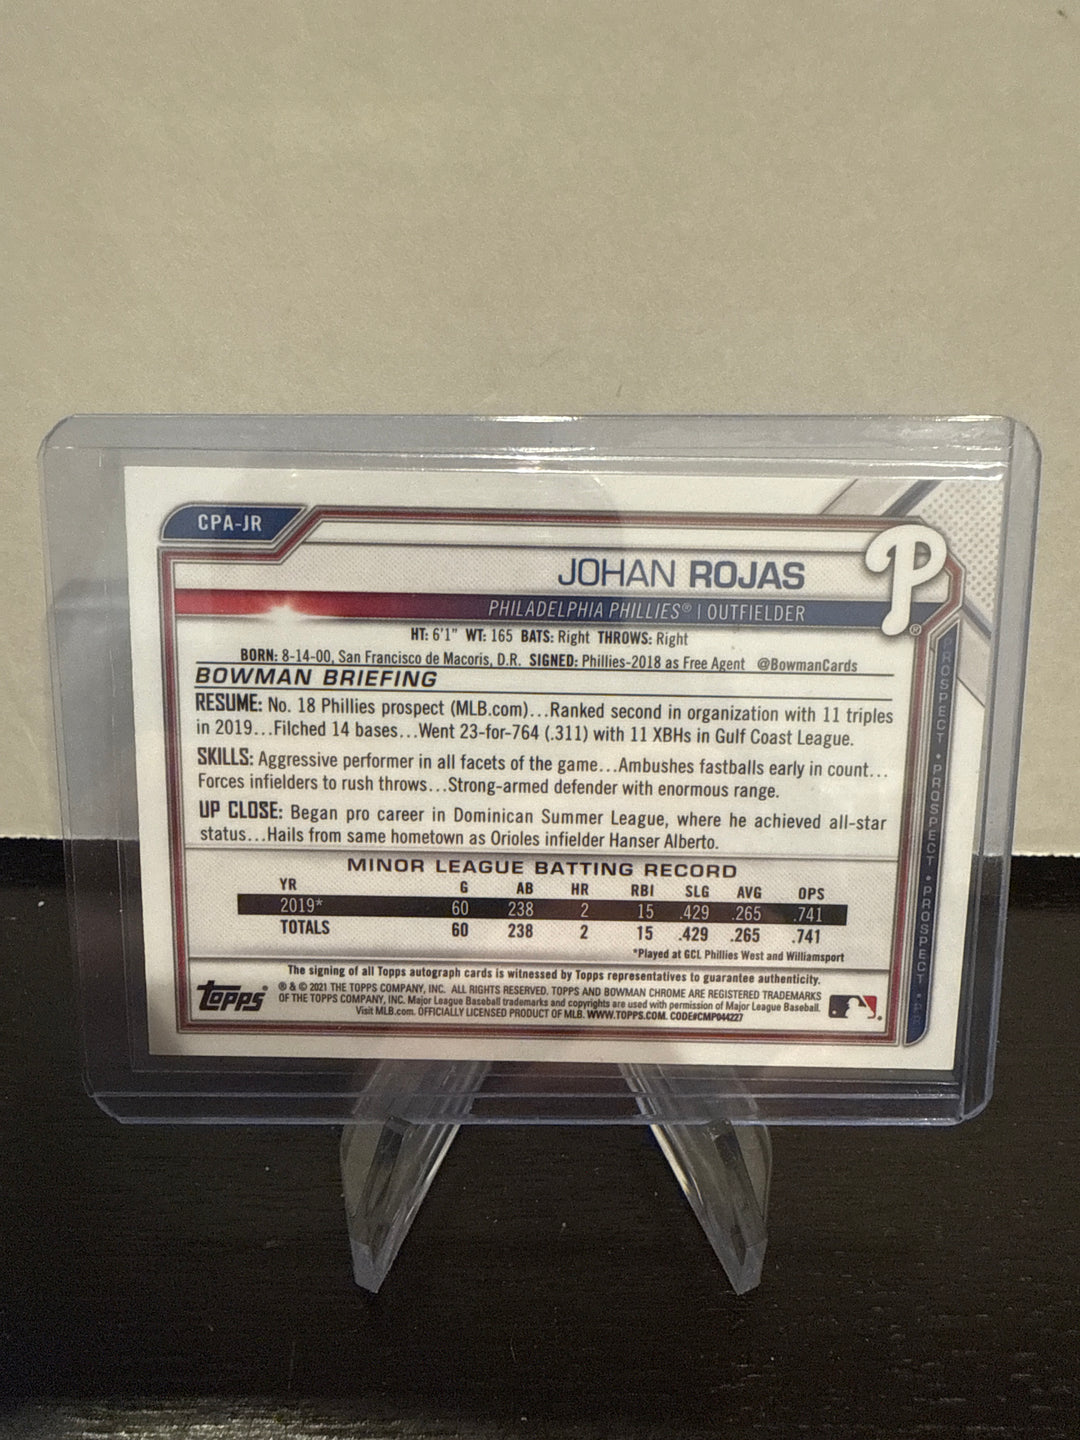 CPA-JR
JOHAN ROJAS
PHILADELPHIA PHILLIES® | OUTFIELDER
HT: 6'1" WT: 165 BATS: Right THROWS: Right
BORN: 8-14-00, San Francisco de Macoris, D.R. SIGNED: Phillies-2018 as Free Agent @BowmanCards
BOWMAN BRIEFING
RESUME: No. 18 Phillies prospect (MLB.com)...Ranked second in organization with 11 triples
in 2019...Filched 14 bases...Went 23-for-764 (.311) with 11 XBHs in Gulf Coast League.
SKILLS: Aggressive performer in all facets of the game...Ambushes fastballs early in count...
Forces infielders to rush throws...Strong-armed defender with enormous range.
UP CLOSE: Began pro career in Dominican Summer League, where he achieved all-star
status...Hails from same hometown as Orioles infielder Hanser Alberto.
MINOR LEAGUE BATTING RECORD
YR G AB HR RBI SLG AVG OPS
2019* 60 238 2 15 .429 .265 .741
TOTALS 60 238 2 15 .429 .265 .741
*Played at GCL Phillies West and Williamsport
The signing of all Topps autograph cards is witnessed by Topps representatives to guarantee authenticity.
Topps® ® & © 2021 THE TOPPS COMPANY, INC. ALL RIGHTS RESERVED. TOPPS AND BOWMAN CHROME ARE REGISTERED TRADEMARKS
OF THE TOPPS COMPANY, INC. Major League Baseball trademarks and copyrights are used with permission of Major League Baseball.
Visit MLB.com. OFFICIALLY LICENSED PRODUCT OF MLB. WWW.TOPPS.COM. CODE#CMP044227
P®
PROSPECT • PROSPECT • PROSPECT • PR